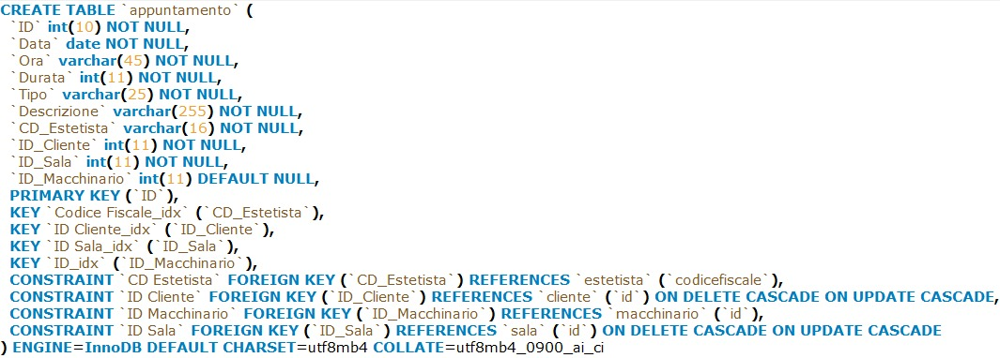 CREATE TABLE `appuntamento` (
`ID` int(10) NOT NULL,
`Data` date NOT NULL,
`Ora` varchar(45) NOT NULL,
`Durata` int(11) NOT NULL,
`Tipo` varchar(25) NOT NULL,
`Descrizione` varchar(255) NOT NULL,
`CD_Estetista` varchar(16) NOT NULL,
`ID_Cliente` int(11) NOT NULL,
`ID_Sala` int(11) NOT NULL,
`ID_Macchinario` int(11) DEFAULT NULL,
PRIMARY KEY (`ID`),
KEY `Codice Fiscale_idx` (`CD_Estetista`),
KEY `ID Cliente_idx` (`ID_Cliente`),
KEY `ID Sala_idx` (`ID_Sala`),
KEY `ID_idx` (`ID_Macchinario`),
CONSTRAINT `CD Estetista` FOREIGN KEY (`CD_Estetista`) REFERENCES `estetista` (`codicefiscale`),
CONSTRAINT `ID Cliente` FOREIGN KEY (`ID_Cliente`) REFERENCES `cliente` (`id`) ON DELETE CASCADE ON UPDATE CASCADE,
CONSTRAINT `ID Macchinario` FOREIGN KEY (`ID_Macchinario`) REFERENCES `macchinario` (`id`),
CONSTRAINT `ID Sala` FOREIGN KEY (`ID_Sala`) REFERENCES `sala` (`id`) ON DELETE CASCADE ON UPDATE CASCADE
) ENGINE=InnoDB DEFAULT CHARSET=utf8mb4 COLLATE=utf8mb4_0900_ai_ci